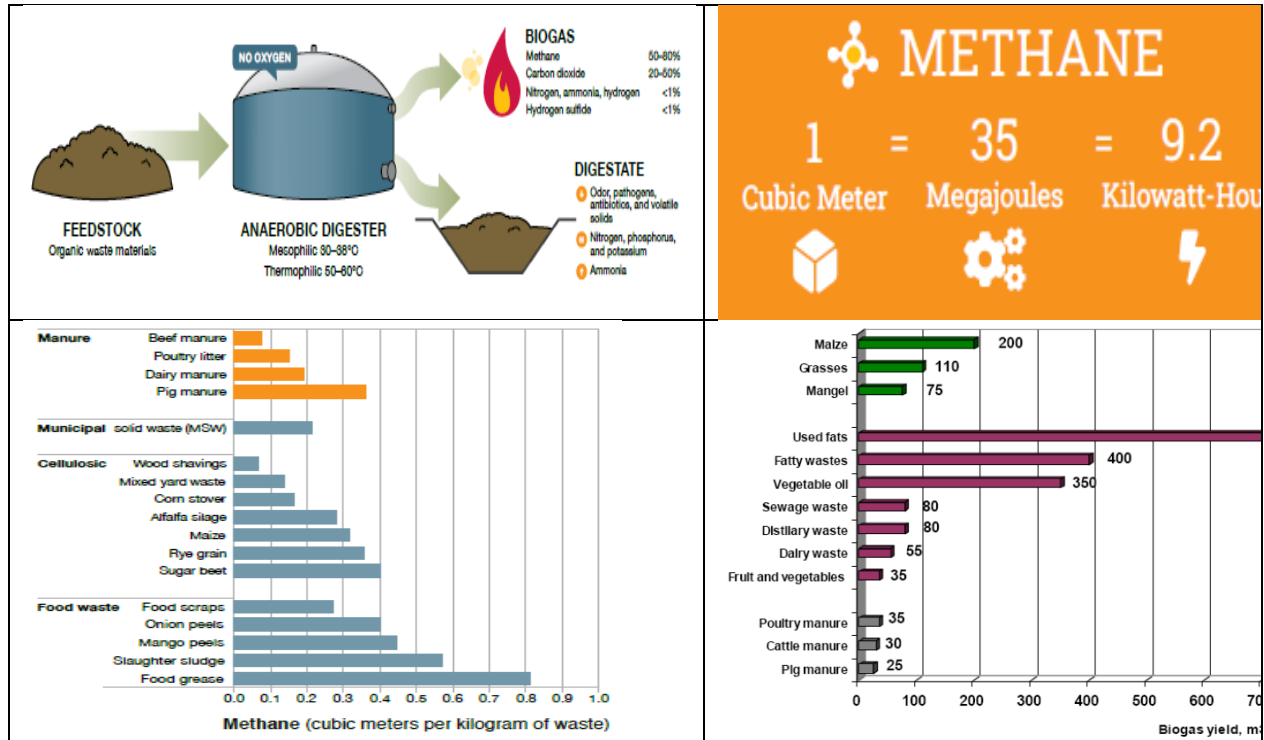 NO OXYGEN
BIOGAS
Methane 50–80%
Carbon dioxide 20–50%
Nitrogen, ammonia, hydrogen <1%
Hydrogen sulfide <1%
FEEDSTOCK
Organic waste materials
ANAEROBIC DIGESTER
Mesophilic 30–38°C
Thermophilic 50–60°C
DIGESTATE
Odor, pathogens,
antibiotics, and volatile
solids
Nitrogen, phosphorus,
and potassium
Ammonia
METHANE
1 = 35 = 9.2
Cubic Meter Megajoules Kilowatt-Hou
Manure Beef manure
Poultry litter
Dairy manure
Pig manure
Municipal solid waste (MSW)
Cellulosic Wood shavings
Mixed yard waste
Corn stover
Alfalfa silage
Maize
Rye grain
Sugar beet
Food waste Food scraps
Onion peels
Mango peels
Slaughter sludge
Food grease
0.0 0.1 0.2 0.3 0.4 0.5 0.6 0.7 0.8 0.9 1.0
Methane (cubic meters per kilogram of waste)
Maize 200
Grasses 110
Mangel 75
Used fats
Fatty wastes 400
Vegetable oil 350
Sewage waste 80
Distilary waste 80
Dairy waste 55
Fruit and vegetables 35
Poultry manure 35
Cattle manure 30
Pig manure 25
0 100 200 300 400 500 600 70
Biogas yield, m3